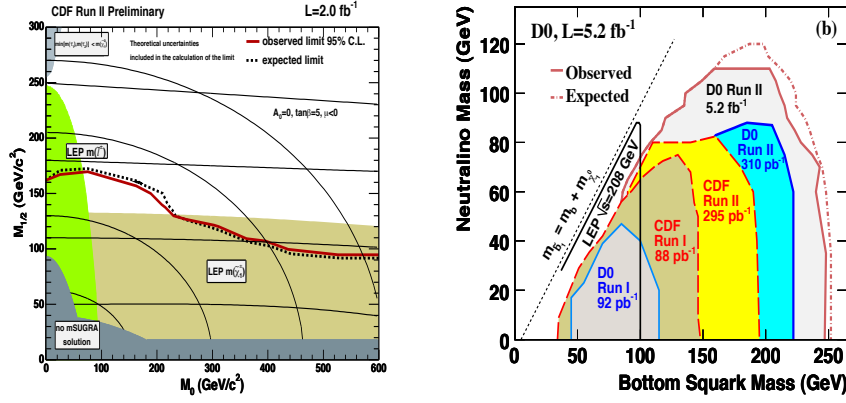 CDF Run II Preliminary
L=2.0 fb⁻¹
M₁/₂ (GeV/c²)
300
250
200
150
100
50
0
Theoretical uncertainties
included in the calculation of the limit
observed limit 95% C.L.
expected limit
A₀=0, tanβ=5, μ<0
LEP m(l̃)
LEP m(χ̃₁)
no mSUGRA
solution
0
100
200
300
400
500
600
M₀ (GeV/c²)
D0, L=5.2 fb⁻¹
(b)
Neutralino Mass (GeV)
120
100
80
60
40
20
0
Observed
Expected
D0 Run II
5.2 fb⁻¹
D0
Run II
310 pb⁻¹
CDF
Run II
295 pb⁻¹
CDF
Run I
88 pb⁻¹
D0
Run I
92 pb⁻¹
LEP √s=208 GeV
0
50
100
150
200
250
Bottom Squark Mass (GeV)